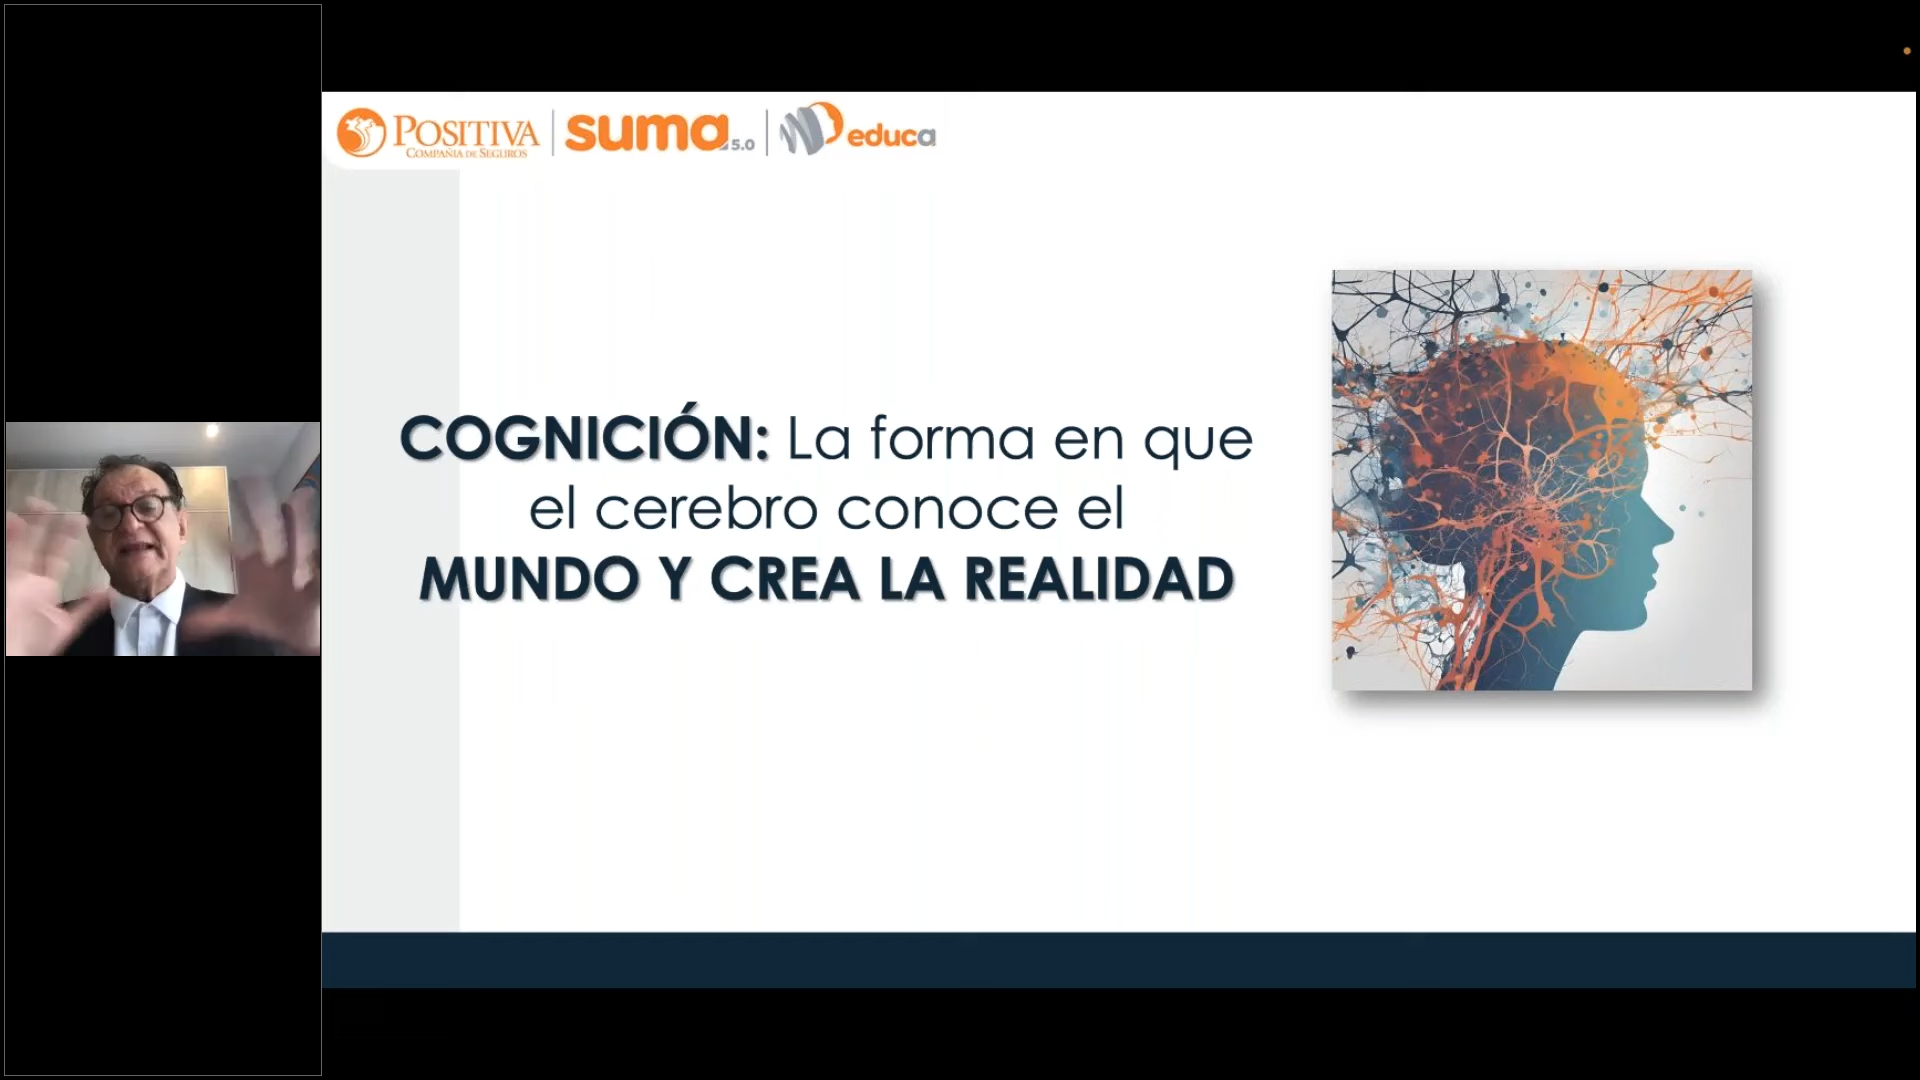 POSITIVA
COMPAÑIA DE SEGUROS
suma 5.0
educa
COGNICIÓN: La forma en que
el cerebro conoce el
MUNDO Y CREA LA REALIDAD